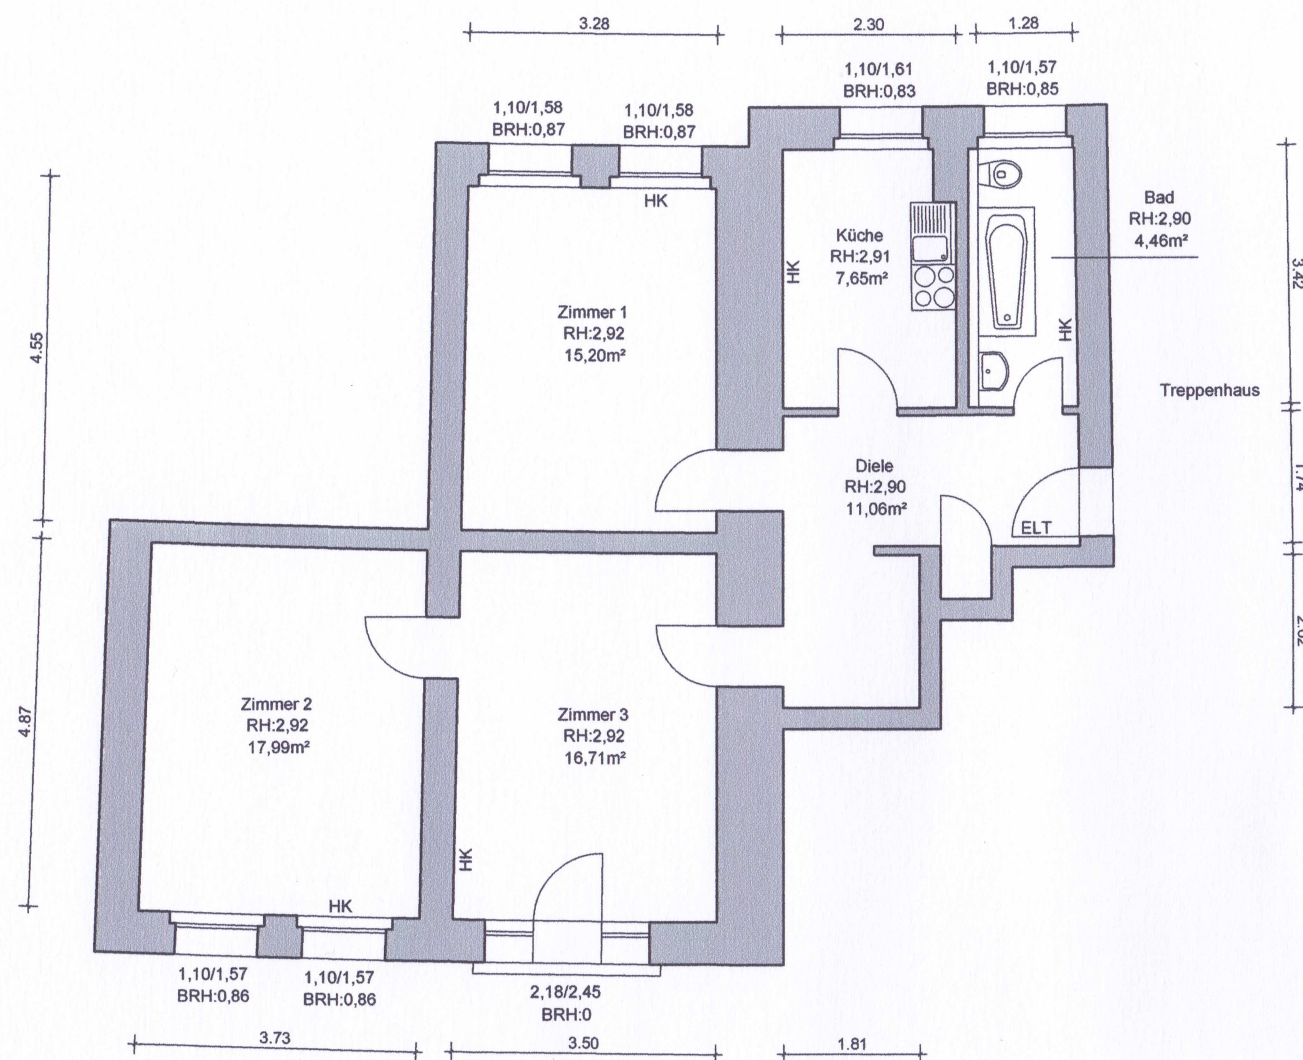 3.28
2.30
1.28
1,10/1,58
BRH:0,87
1,10/1,58
BRH:0,87
1,10/1,61
BRH:0,83
1,10/1,57
BRH:0,85
HK
Bad
RH:2,90
4,46m²
Küche
RH:2,91
7,65m²
HK
HK
3.42
Zimmer 1
RH:2,92
15,20m²
4.55
Treppenhaus
Diele
RH:2,90
11,06m²
ELT
1.74
Zimmer 2
RH:2,92
17,99m²
Zimmer 3
RH:2,92
16,71m²
4.87
HK
HK
1,10/1,57
BRH:0,86
1,10/1,57
BRH:0,86
2,18/2,45
BRH:0
3.73
3.50
1.81